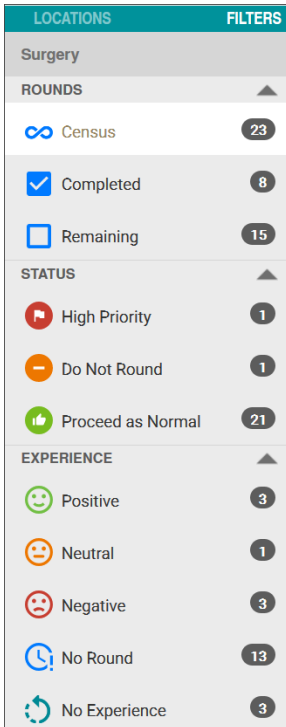 LOCATIONS FILTERS
Surgery
ROUNDS
Census 23
Completed 8
Remaining 15
STATUS
High Priority 1
Do Not Round 1
Proceed as Normal 21
EXPERIENCE
Positive 3
Neutral 1
Negative 3
No Round 13
No Experience 3